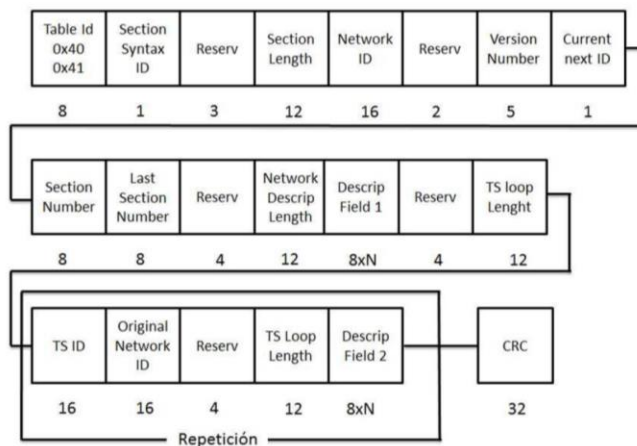 Table Id
0x40
0x41
Section
Syntax
ID
Reserv
Section
Length
Network
ID
Reserv
Version
Number
Current
next ID
8 1 3 12 16 2 5 1
Section
Number
Last
Section
Number
Reserv
Network
Descrip
Length
Descrip
Field 1
Reserv
TS loop
Lenght
8 8 4 12 8xN 4 12
TS ID
Original
Network
ID
Reserv
TS Loop
Length
Descrip
Field 2
CRC
16 16 4 12 8xN 32
Repetición